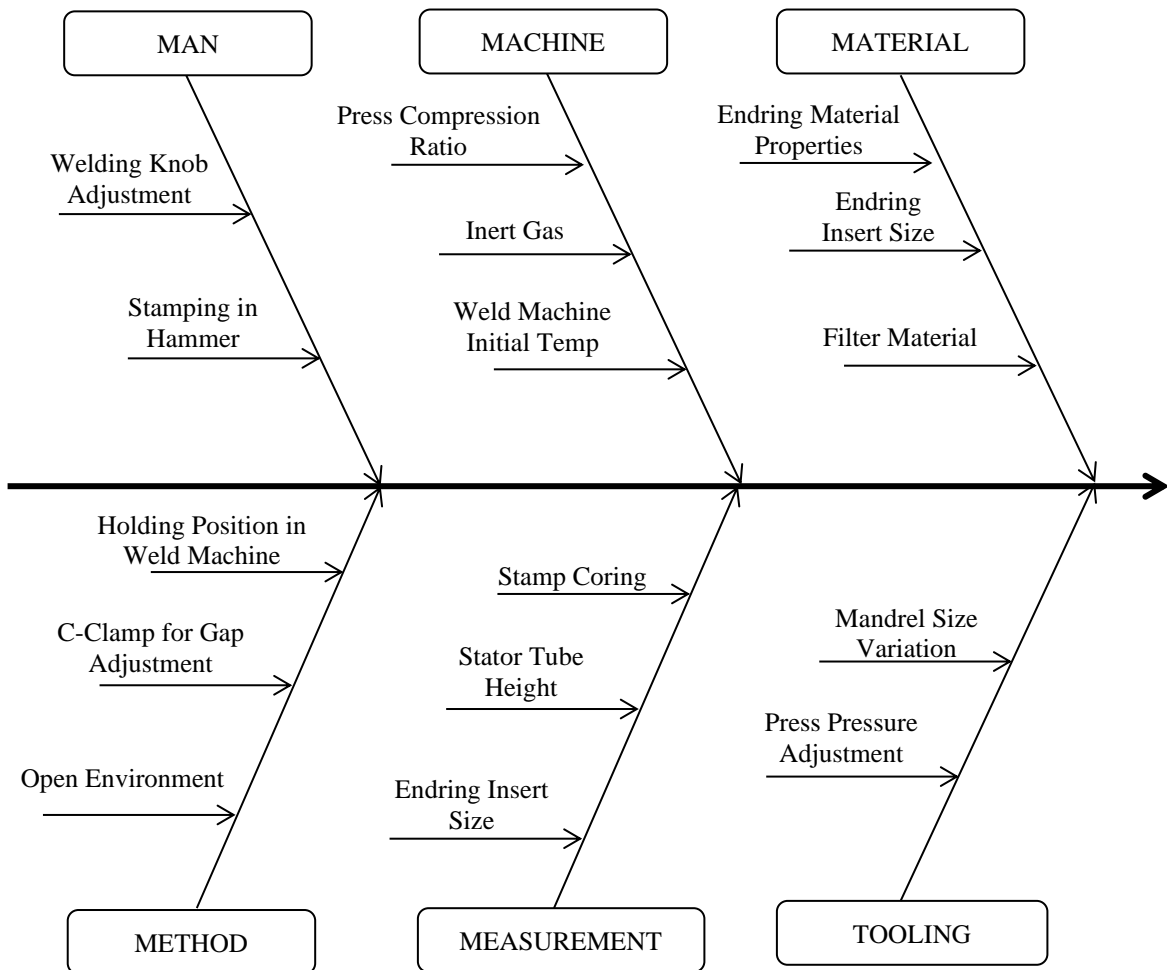 MAN
MACHINE
MATERIAL
Welding Knob
Adjustment
Stamping in
Hammer
Press Compression
Ratio
Inert Gas
Weld Machine
Initial Temp
Endring Material
Properties
Endring
Insert Size
Filter Material
Holding Position in
Weld Machine
C-Clamp for Gap
Adjustment
Open Environment
Stamp Coring
Stator Tube
Height
Endring Insert
Size
Mandrel Size
Variation
Press Pressure
Adjustment
METHOD
MEASUREMENT
TOOLING